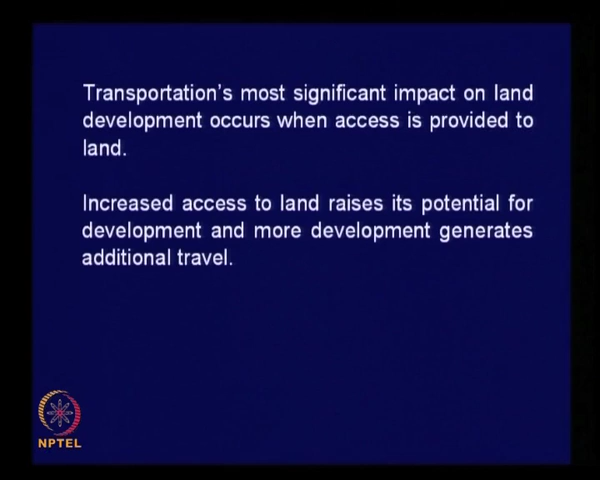 Transportation's most significant impact on land
development occurs when access is provided to
land.
Increased access to land raises its potential for
development and more development generates
additional travel.
NPTEL